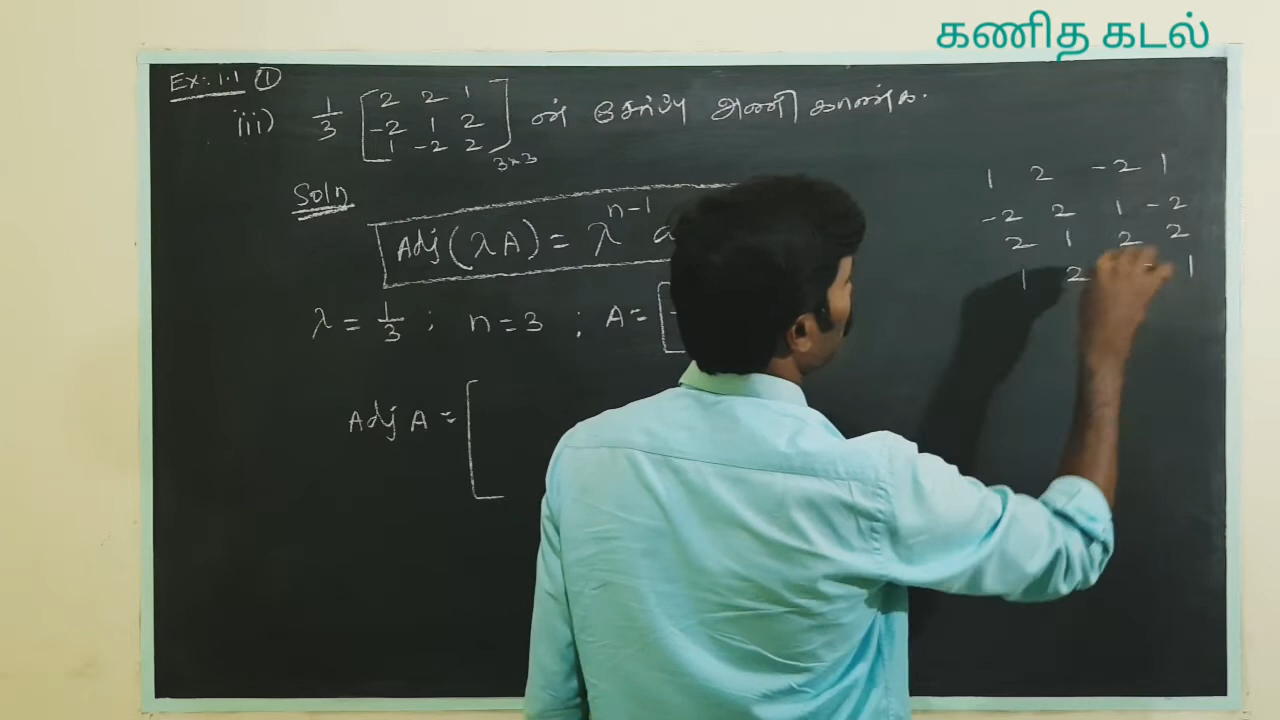 கணித கடல்
Ex: 1.1 ①
iii) 1/3 [2 2 1
-2 1 2
1 -2 2]3×3 ன் சேர்ப்பு அணி காண்க.
Soln
Adj(λA) = λ^(n-1) a
λ = 1/3 ; n = 3 ; A = [
Adj A = [
1 2 -2 1
-2 2 1 -2
2 1 2 2
1 2 - 1